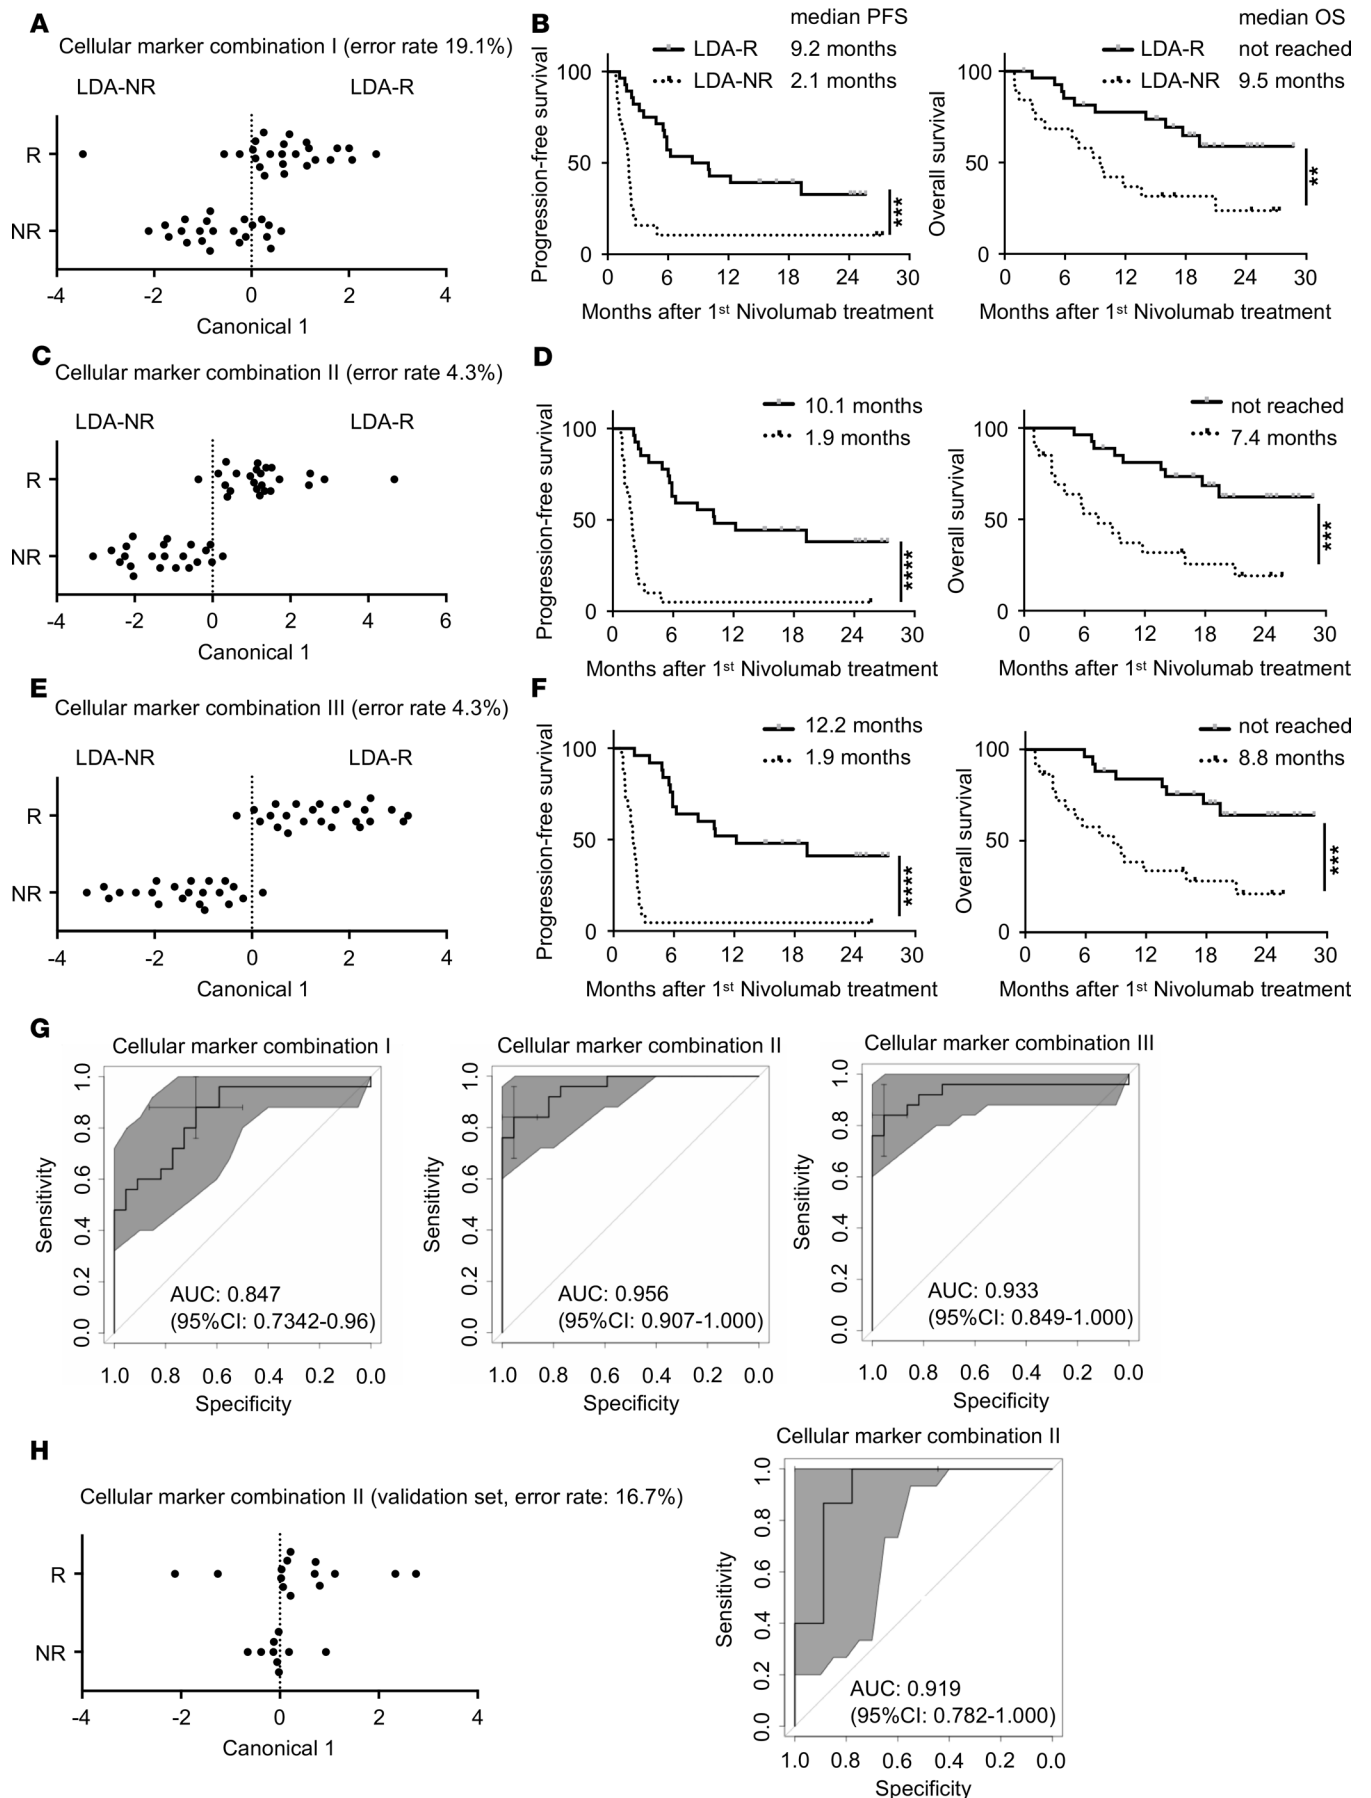 A
Cellular marker combination I (error rate 19.1%)
LDA-NR LDA-R
R
NR
-4 -2 0 2 4
Canonical 1
B
median PFS
LDA-R 9.2 months
LDA-NR 2.1 months
Progression-free survival
100
50
0
***
0 6 12 18 24 30
Months after 1st Nivolumab treatment
median OS
LDA-R not reached
LDA-NR 9.5 months
Overall survival
100
50
0
**
0 6 12 18 24 30
Months after 1st Nivolumab treatment
C
Cellular marker combination II (error rate 4.3%)
LDA-NR LDA-R
R
NR
-4 -2 0 2 4 6
Canonical 1
D
10.1 months
1.9 months
Progression-free survival
100
50
0
****
0 6 12 18 24 30
Months after 1st Nivolumab treatment
not reached
7.4 months
Overall survival
100
50
0
***
0 6 12 18 24 30
Months after 1st Nivolumab treatment
E
Cellular marker combination III (error rate 4.3%)
LDA-NR LDA-R
R
NR
-4 -2 0 2 4
Canonical 1
F
12.2 months
1.9 months
Progression-free survival
100
50
0
****
0 6 12 18 24 30
Months after 1st Nivolumab treatment
not reached
8.8 months
Overall survival
100
50
0
***
0 6 12 18 24 30
Months after 1st Nivolumab treatment
G
Cellular marker combination I
Sensitivity
1.0
0.8
0.6
0.4
0.2
0.0
AUC: 0.847
(95%CI: 0.7342-0.96)
1.0 0.8 0.6 0.4 0.2 0.0
Specificity
Cellular marker combination II
Sensitivity
1.0
0.8
0.6
0.4
0.2
0.0
AUC: 0.956
(95%CI: 0.907-1.000)
1.0 0.8 0.6 0.4 0.2 0.0
Specificity
Cellular marker combination III
Sensitivity
1.0
0.8
0.6
0.4
0.2
0.0
AUC: 0.933
(95%CI: 0.849-1.000)
1.0 0.8 0.6 0.4 0.2 0.0
Specificity
H
Cellular marker combination II (validation set, error rate: 16.7%)
R
NR
-4 -2 0 2 4
Canonical 1
Cellular marker combination II
Sensitivity
1.0
0.8
0.6
0.4
0.2
0.0
AUC: 0.919
(95%CI: 0.782-1.000)
1.0 0.8 0.6 0.4 0.2 0.0
Specificity